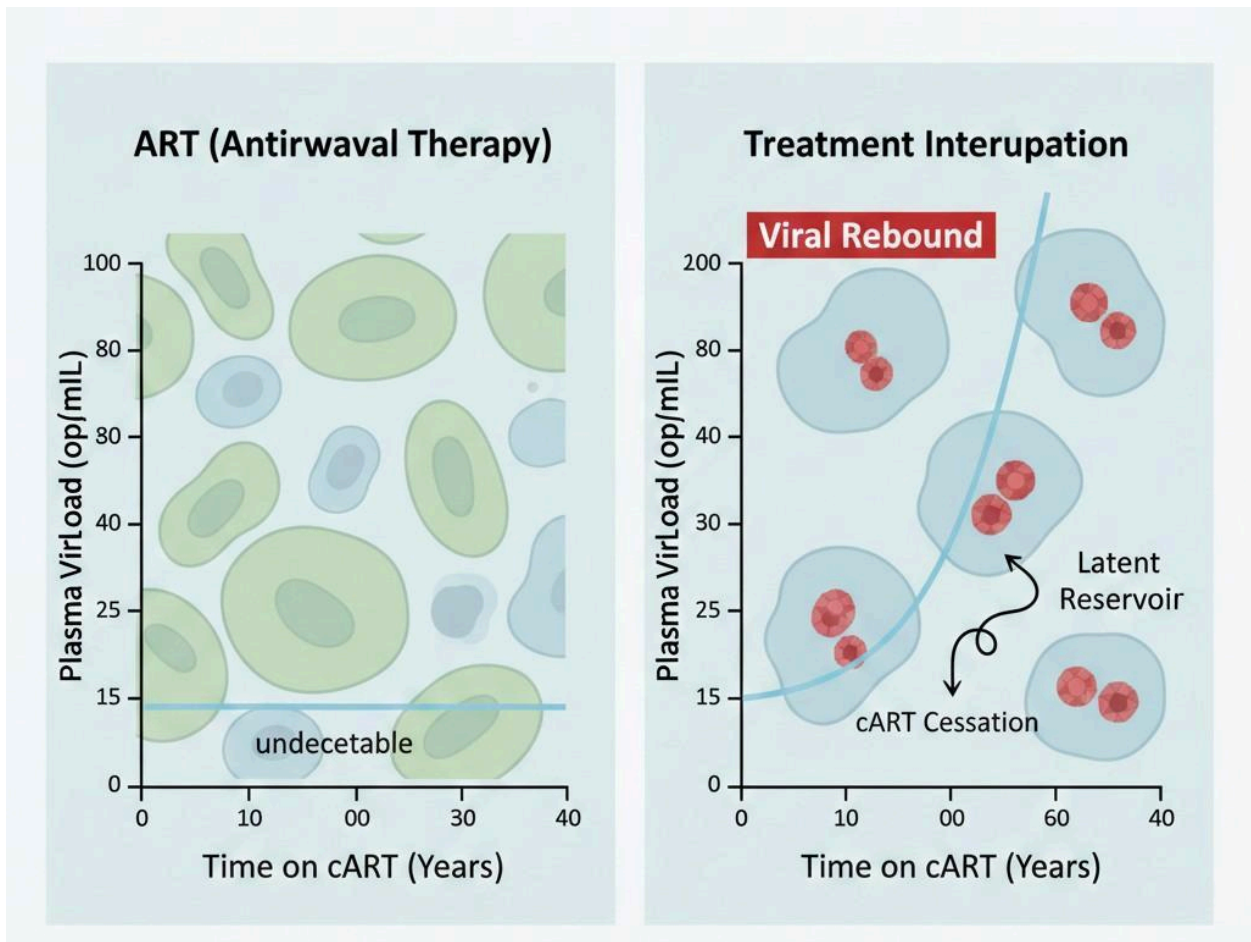 ART (Antirwaval Therapy)
Plasma VirLoad (op/mIL)
100
80
80
40
25
15
0
undecetable
0 10 00 30 40
Time on cART (Years)
Treatment Interupation
Viral Rebound
Plasma VirLoad (op/mIL)
200
80
40
30
25
15
0
Latent
Reservoir
cART Cessation
0 10 00 60 40
Time on cART (Years)